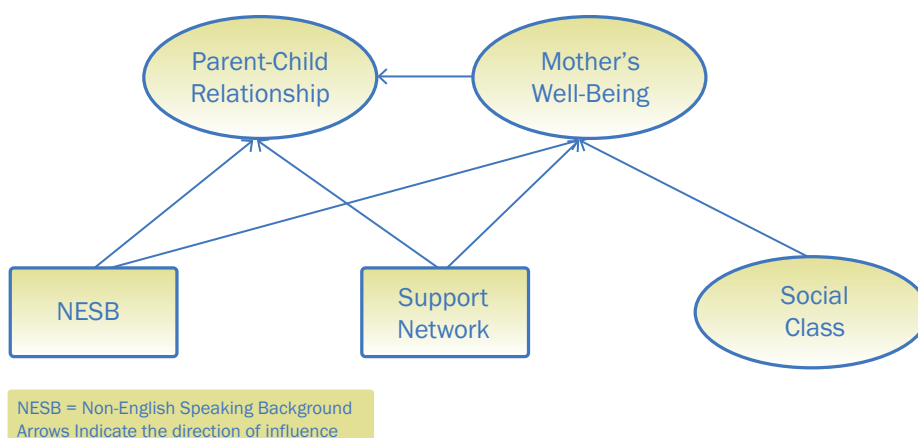 Parent-Child
Relationship
Mother's
Well-Being
NESB
Support
Network
Social
Class
NESB = Non-English Speaking Background
Arrows Indicate the direction of influence